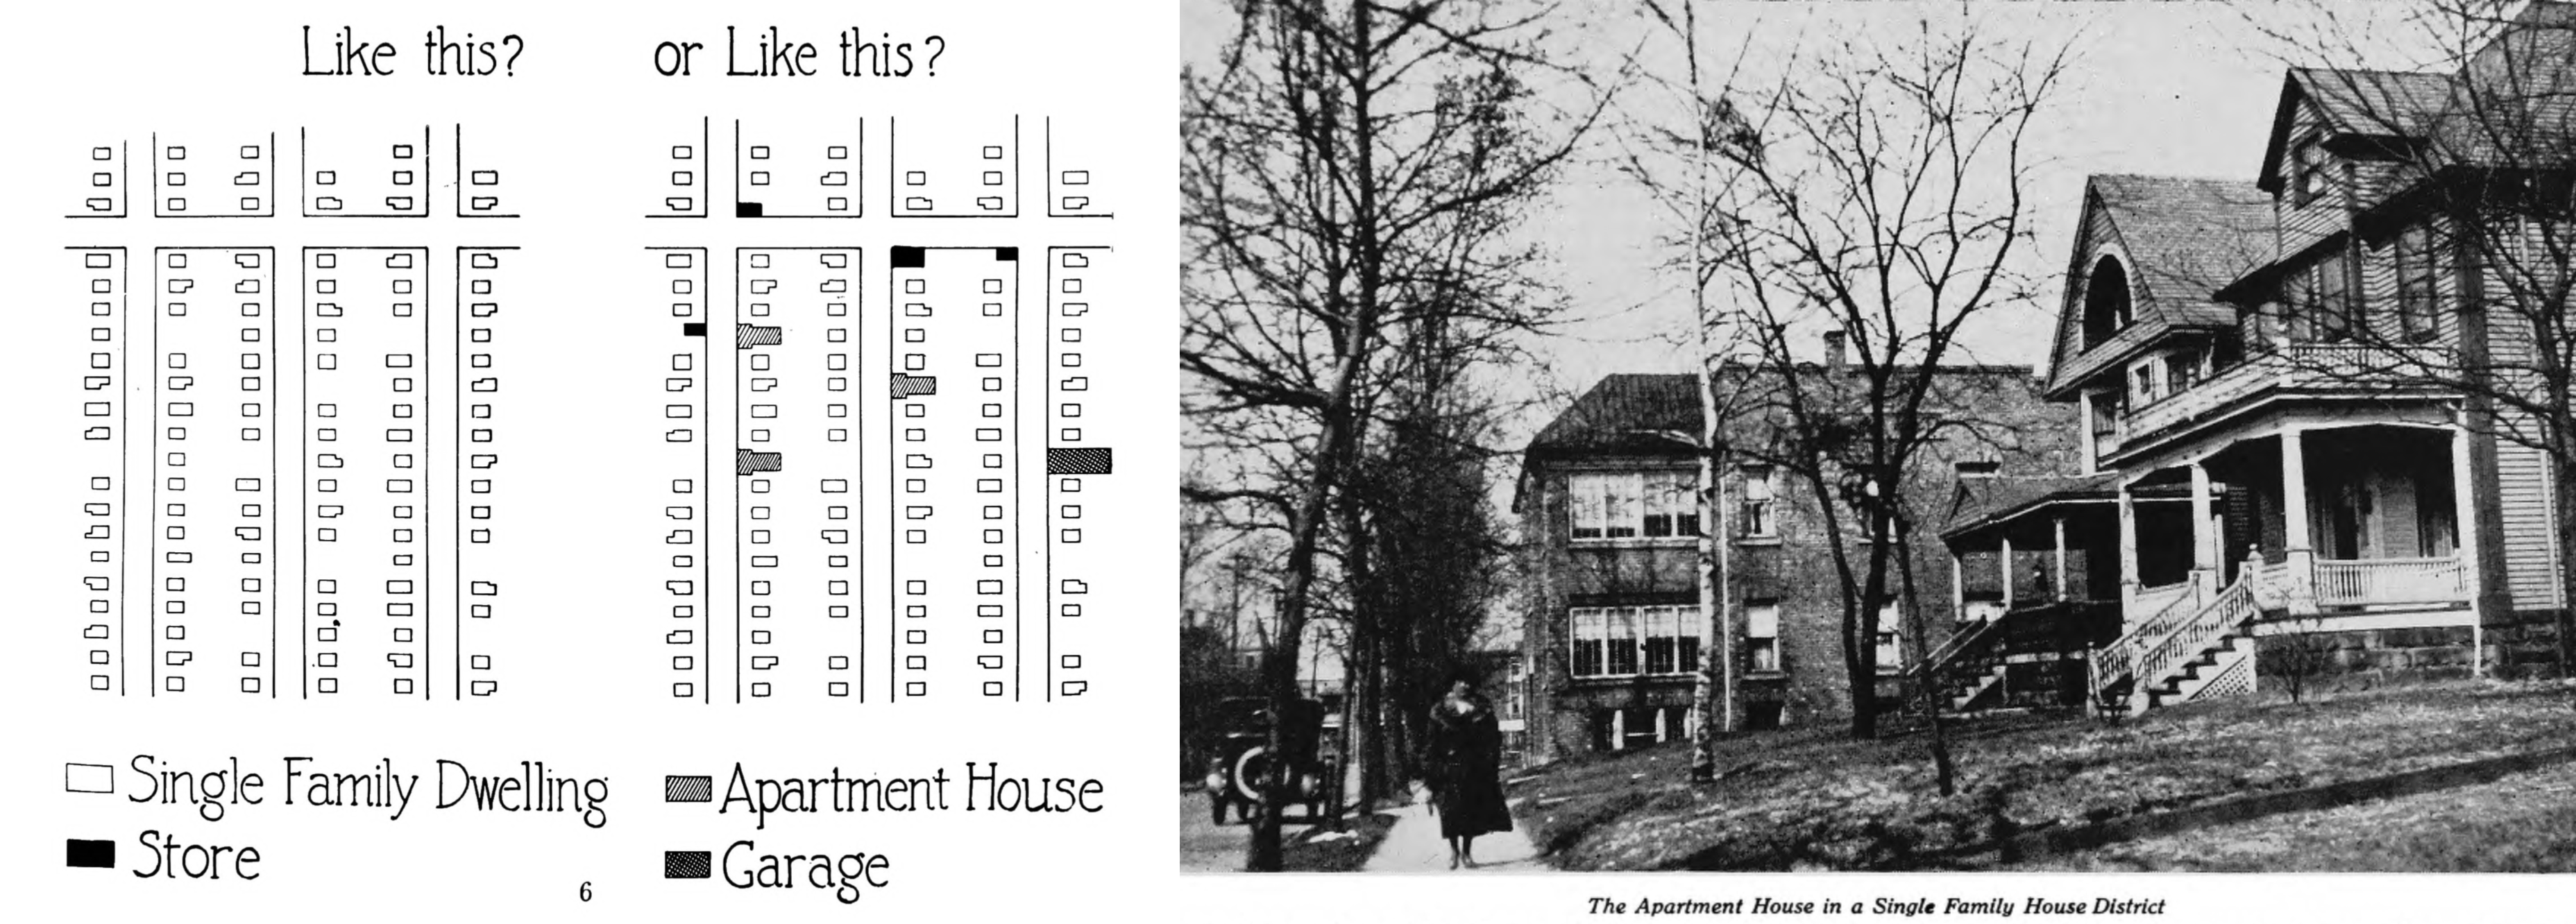 Like this?
or Like this?
Single Family Dwelling
Apartment House
Store
Garage
6
The Apartment House in a Single Family House District